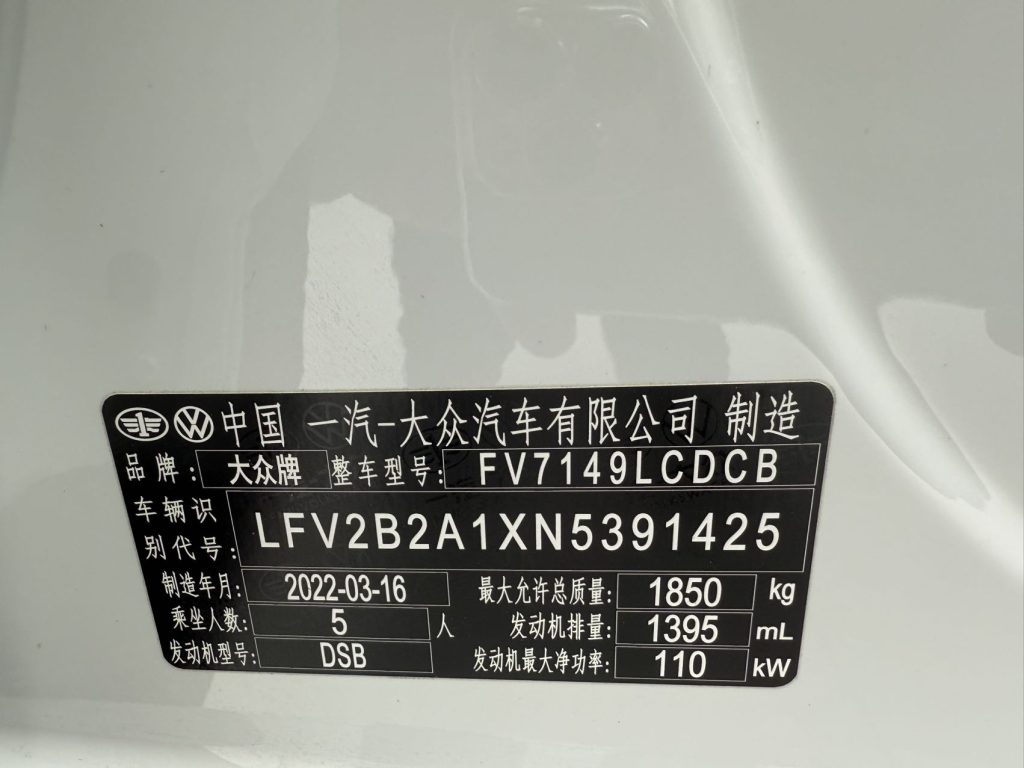 中国 一汽-大众汽车有限公司 制造
品牌: 大众牌 整车型号: FV7149LCDCB
车辆识别代号: LFV2B2A1XN5391425
制造年月: 2022-03-16 最大允许总质量: 1850 kg
乘坐人数: 5 人 发动机排量: 1395 mL
发动机型号: DSB 发动机最大净功率: 110 kW